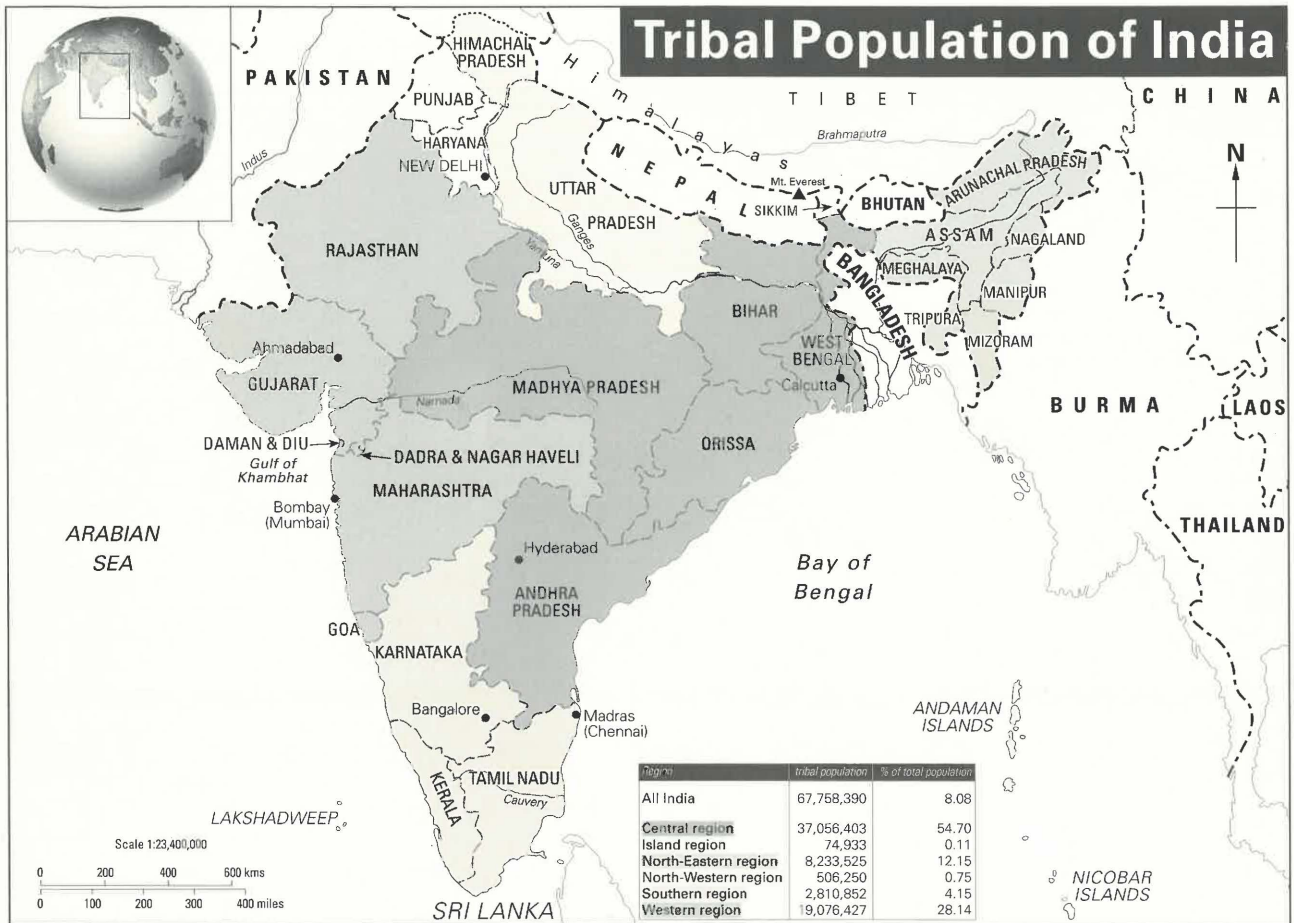 Tribal Population of India
HIMACHAL
PRADESH
PAKISTAN
PUNJAB
HARYANA
NEW DELHI
Indus
Himalayas
TIBET
CHINA
Brahmaputra
N
NEPAL
Mt. Everest
SIKKIM
BHUTAN
ARUNACHAL PRADESH
UTTAR
PRADESH
Ganges
Yamuna
RAJASTHAN
ASSAM
NAGALAND
MEGHALAYA
MANIPUR
BANGLADESH
TRIPURA
MIZORAM
BIHAR
WEST
BENGAL
Calcutta
Ahmadabad
GUJARAT
MADHYA PRADESH
Narmada
BURMA
LAOS
THAILAND
DAMAN & DIU
Gulf of
Khambhat
DADRA & NAGAR HAVELI
MAHARASHTRA
ORISSA
Bombay
(Mumbai)
ARABIAN
SEA
Hyderabad
ANDHRA
PRADESH
Bay of
Bengal
GOA
KARNATAKA
Bangalore
Madras
(Chennai)
ANDAMAN
ISLANDS
KERALA
TAMIL NADU
Cauvery
LAKSHADWEEP
NICOBAR
ISLANDS
SRI LANKA
Scale 1:23,400,000
0 200 400 600 kms
0 100 200 300 400 miles
Region tribal population % of total population
All India 67,758,390 8.08
Central region 37,056,403 54.70
Island region 74,933 0.11
North-Eastern region 8,233,525 12.15
North-Western region 506,250 0.75
Southern region 2,810,852 4.15
Western region 19,076,427 28.14